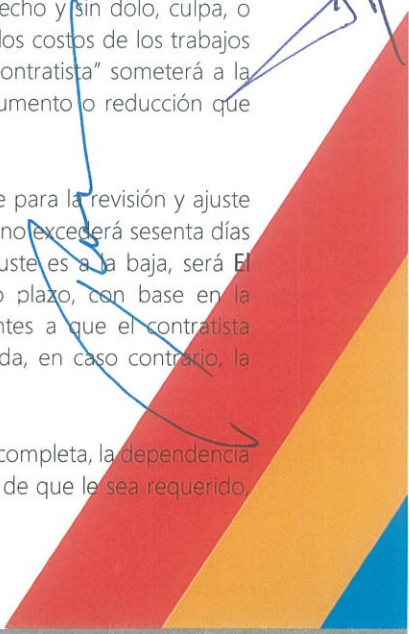 echo y sin dolo, culpa, o
los costos de los trabajos
ontratista” someterá a la
umento o reducción que
e para la revisión y ajuste
no excederá sesenta días
uste es a la baja, será El
o plazo, con base en la
ntes a que el contratista
da, en caso contrario, la
completa, la dependencia
de que le sea requerido,